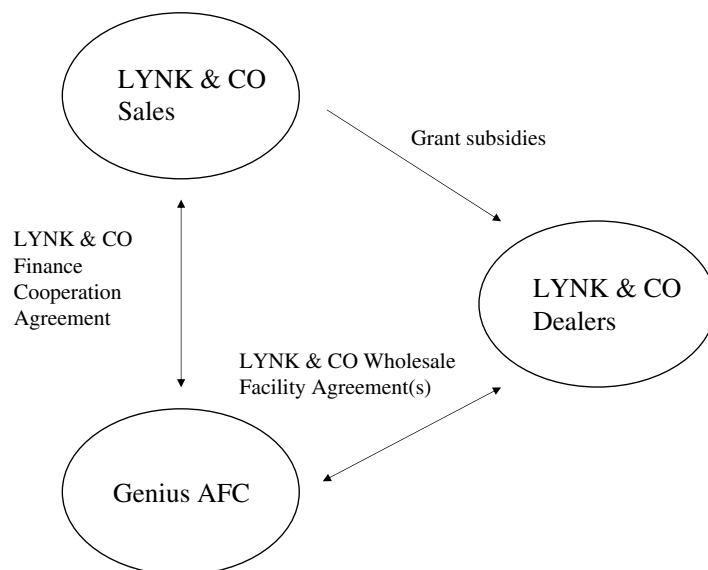 LYNK & CO
Sales
Grant subsidies
LYNK & CO
Finance
Cooperation
Agreement
LYNK & CO
Dealers
LYNK & CO Wholesale
Facility Agreement(s)
Genius AFC